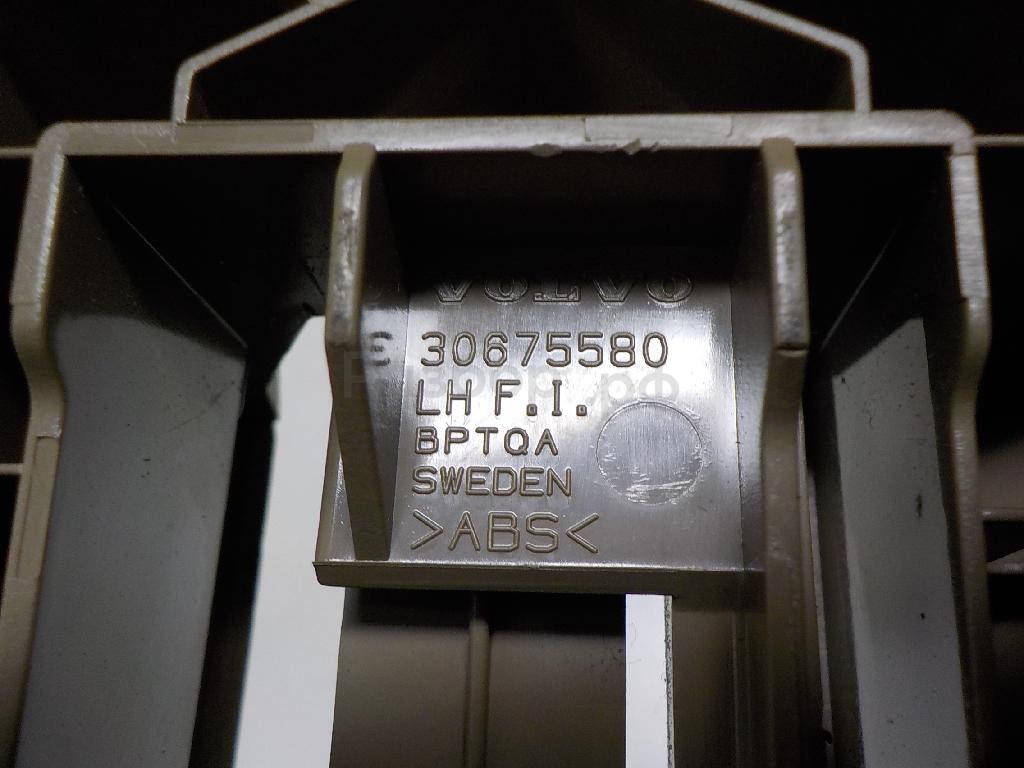 VOLVO
30675580
LH F.I.
BPTQA
SWEDEN
>ABS<